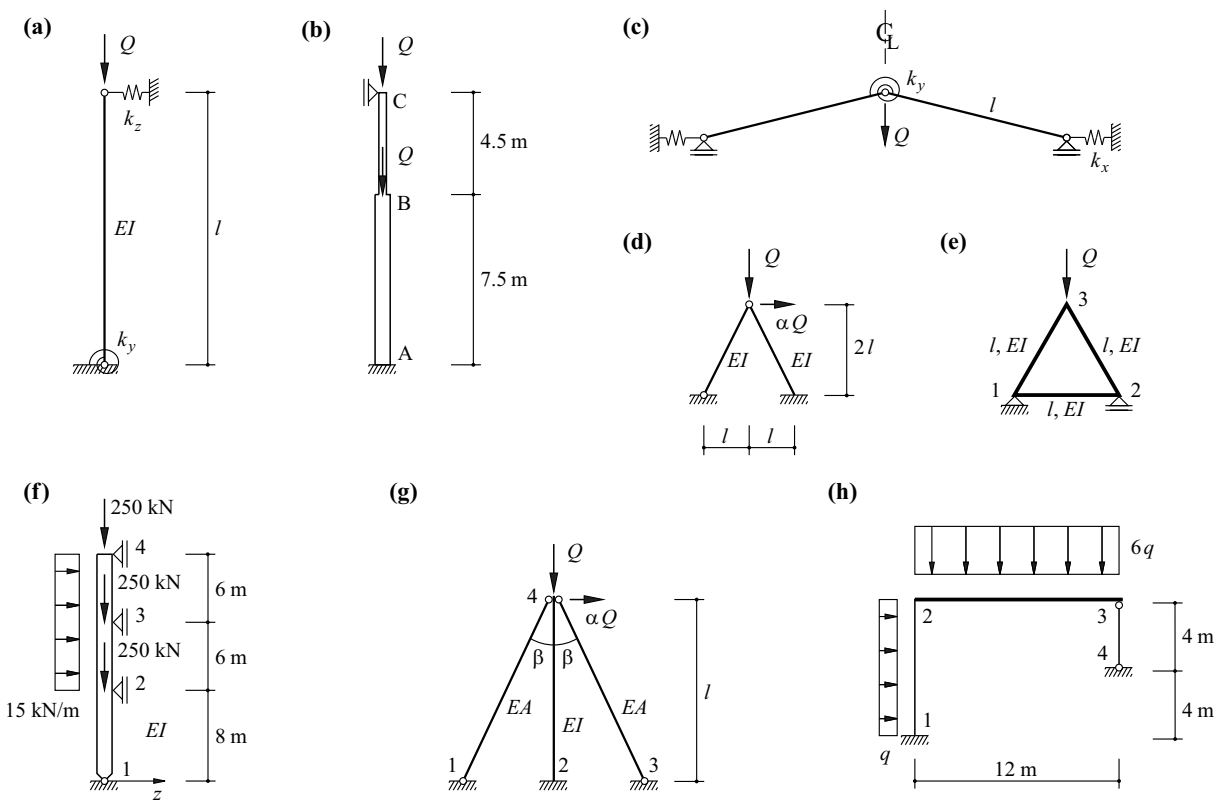 (a)
Q
k_z
EI
l
k_y
(b)
Q
C
Q
4.5 m
B
7.5 m
A
(c)
C L
k_y
l
Q
k_x
(d)
Q
αQ
EI
EI
2l
l
l
(e)
Q
3
l, EI
l, EI
1
2
l, EI
(f)
250 kN
4
250 kN
6 m
3
250 kN
6 m
2
15 kN/m
EI
8 m
1
z
(g)
Q
4
αQ
β
β
l
EA
EI
EA
1
2
3
(h)
6q
2
3
4 m
4
4 m
1
q
12 m